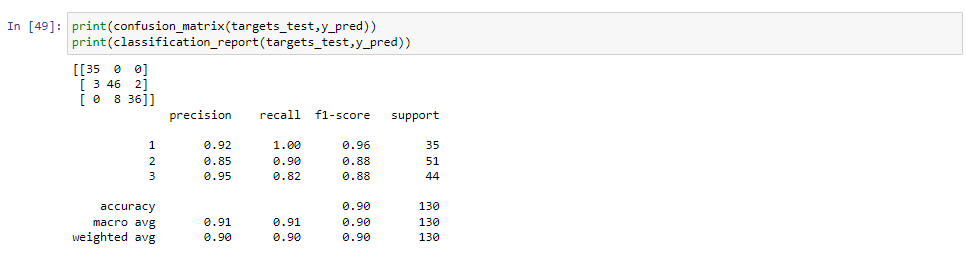 In [49]: print(confusion_matrix(targets_test,y_pred))
print(classification_report(targets_test,y_pred))
[[35  0  0]
 [ 3 46  2]
 [ 0  8 36]]
              precision    recall  f1-score   support

           1       0.92      1.00      0.96        35
           2       0.85      0.90      0.88        51
           3       0.95      0.82      0.88        44

    accuracy                           0.90       130
   macro avg       0.91      0.91      0.90       130
weighted avg       0.90      0.90      0.90       130